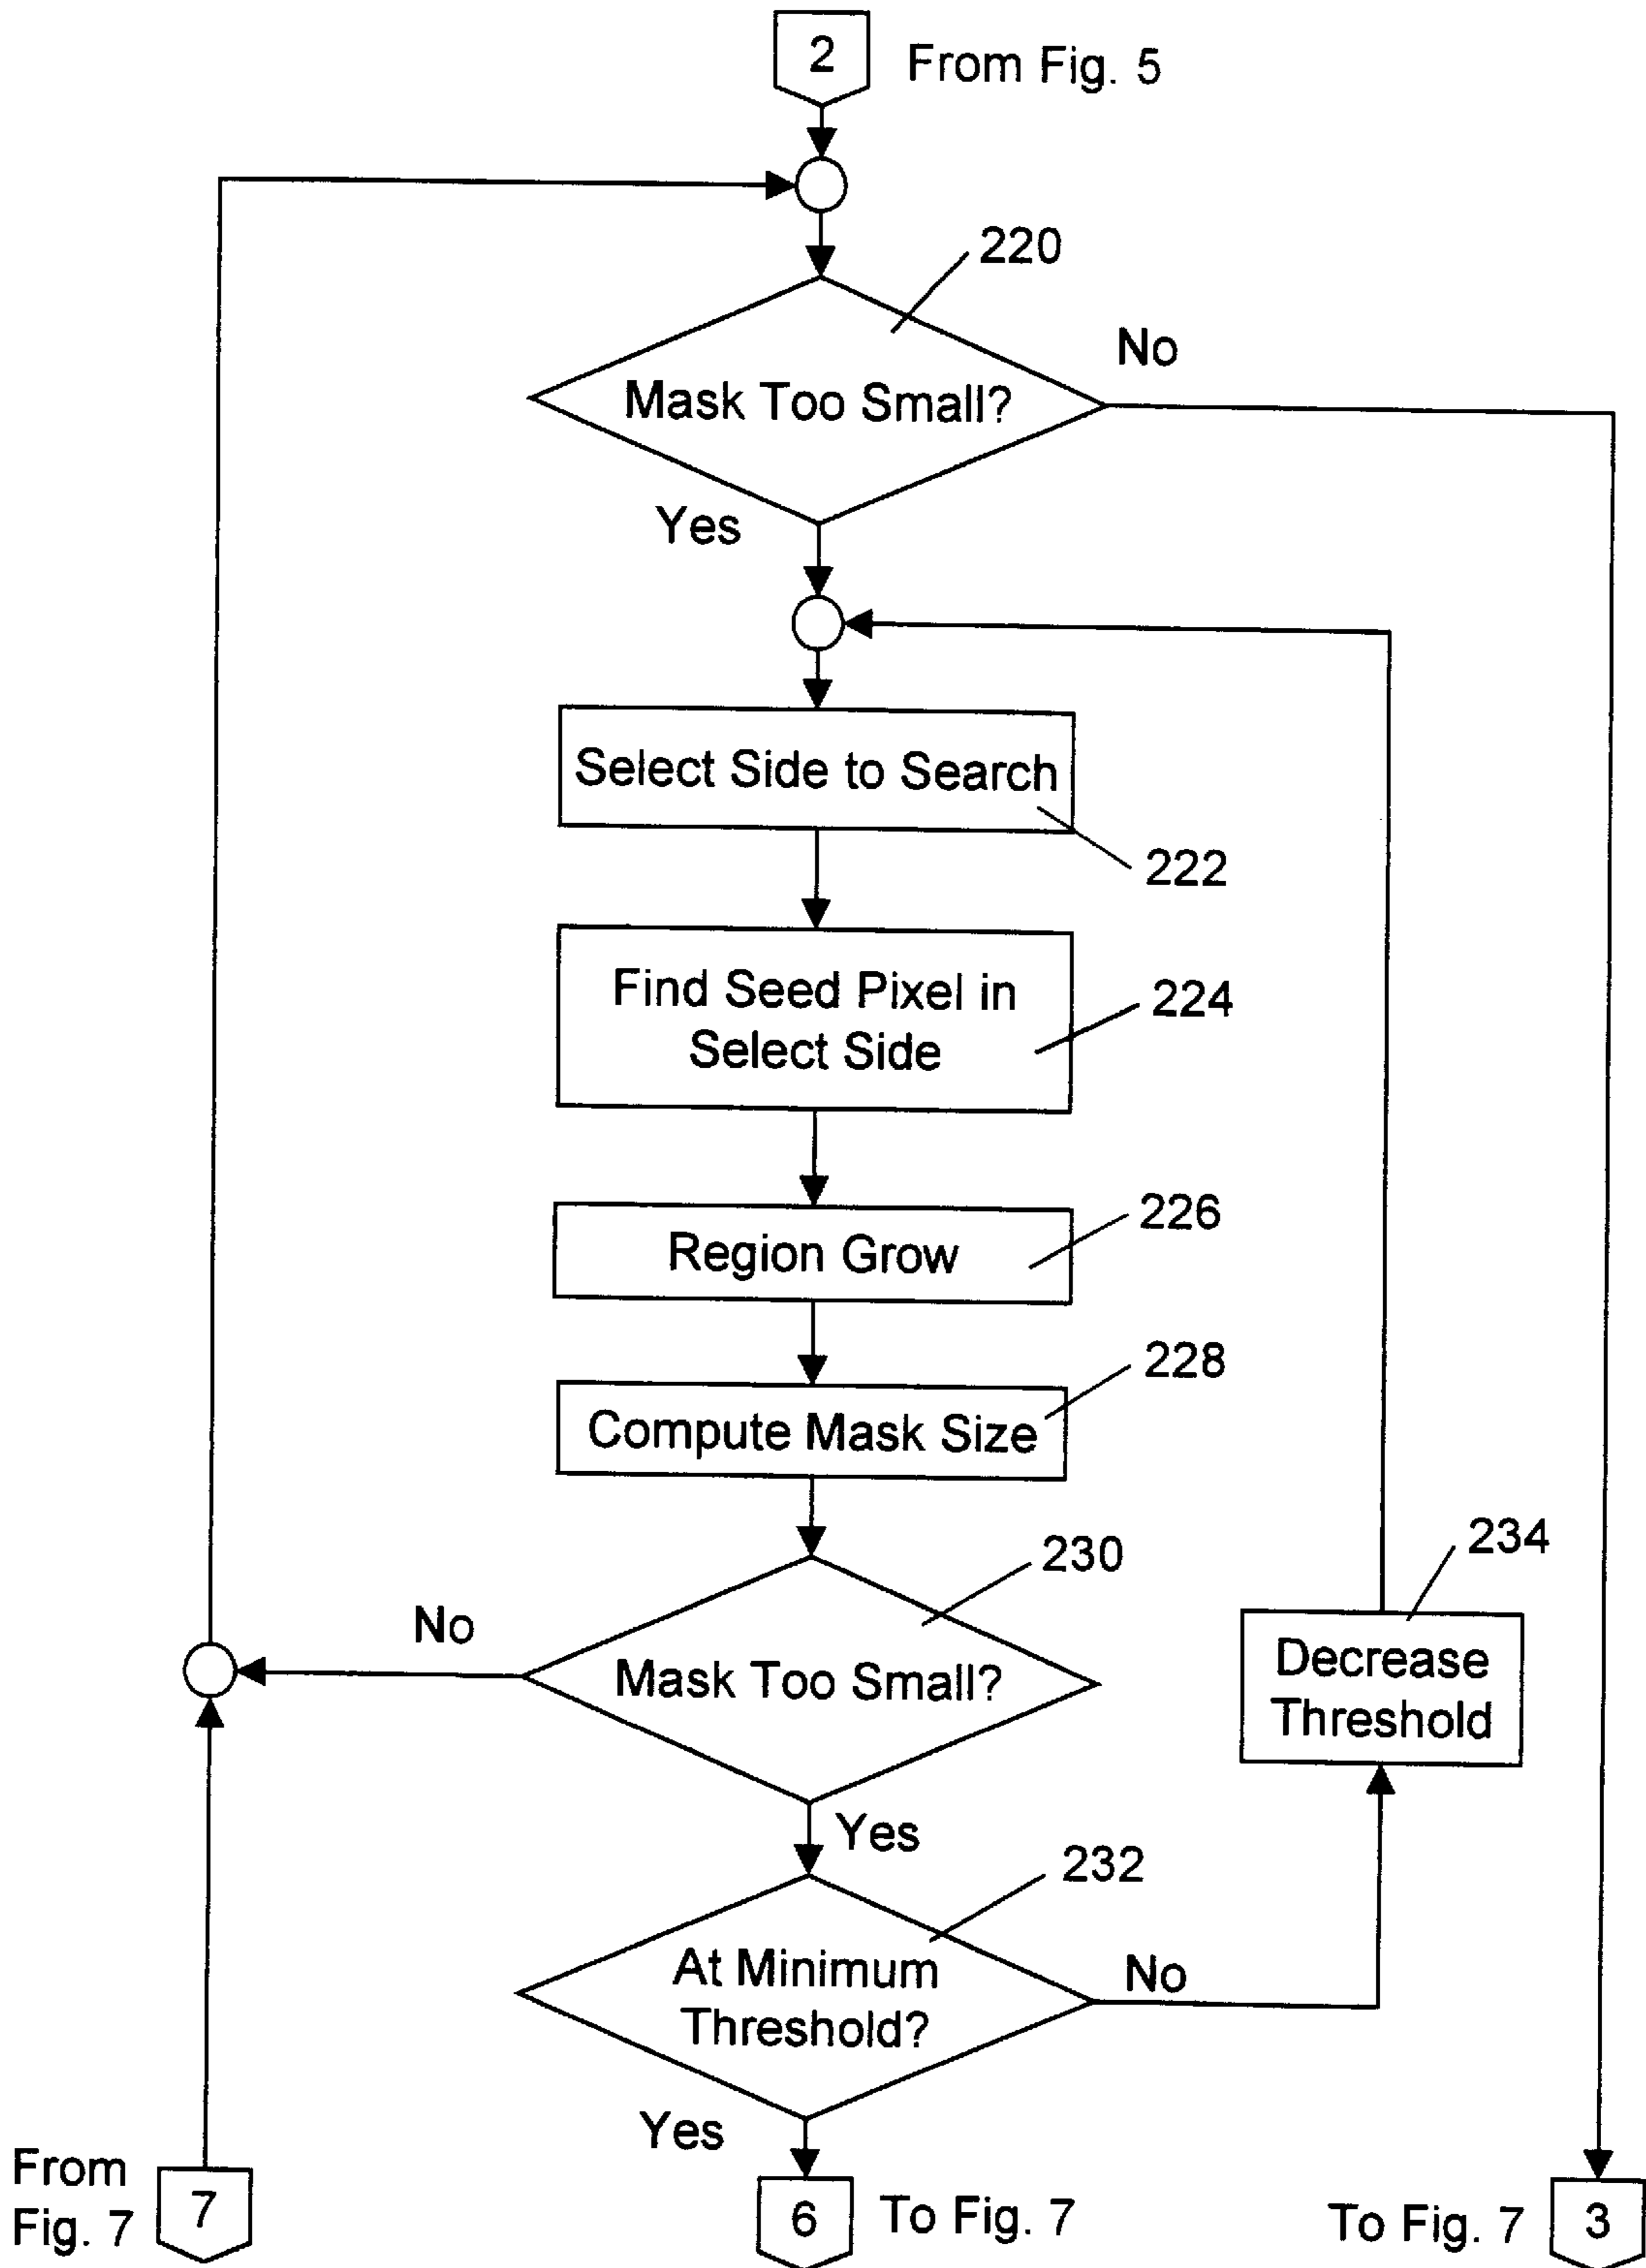 2
From Fig. 5
220
No
Mask Too Small?
Yes
Select Side to Search
222
Find Seed Pixel in
Select Side
224
226
Region Grow
228
Compute Mask Size
230
234
No
Mask Too Small?
Decrease
Threshold
Yes
232
At Minimum
Threshold?
No
Yes
From
Fig. 7
7
6
To Fig. 7
To Fig. 7
3